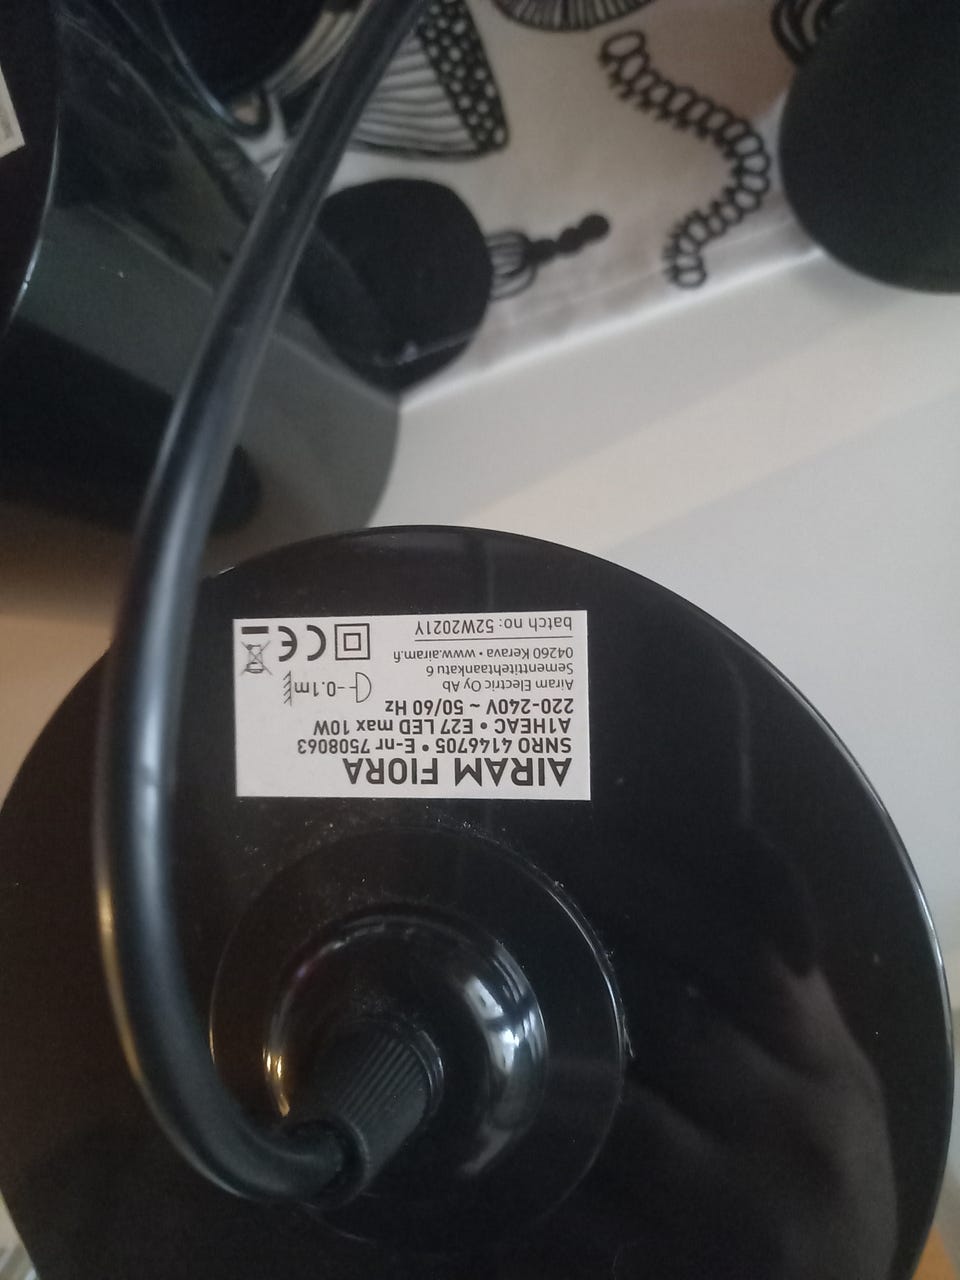 AIRAM FIORA
SNRO 4146705 • E-nr 7508063
A1HEAC • E27 LED max 10W
220-240V ~ 50/60 Hz
Airam Electric Oy Ab
Sementtitehtaankatu 6
04260 Kerava • www.airam.fi
-0.1m
CE
batch no: 52W2021Y